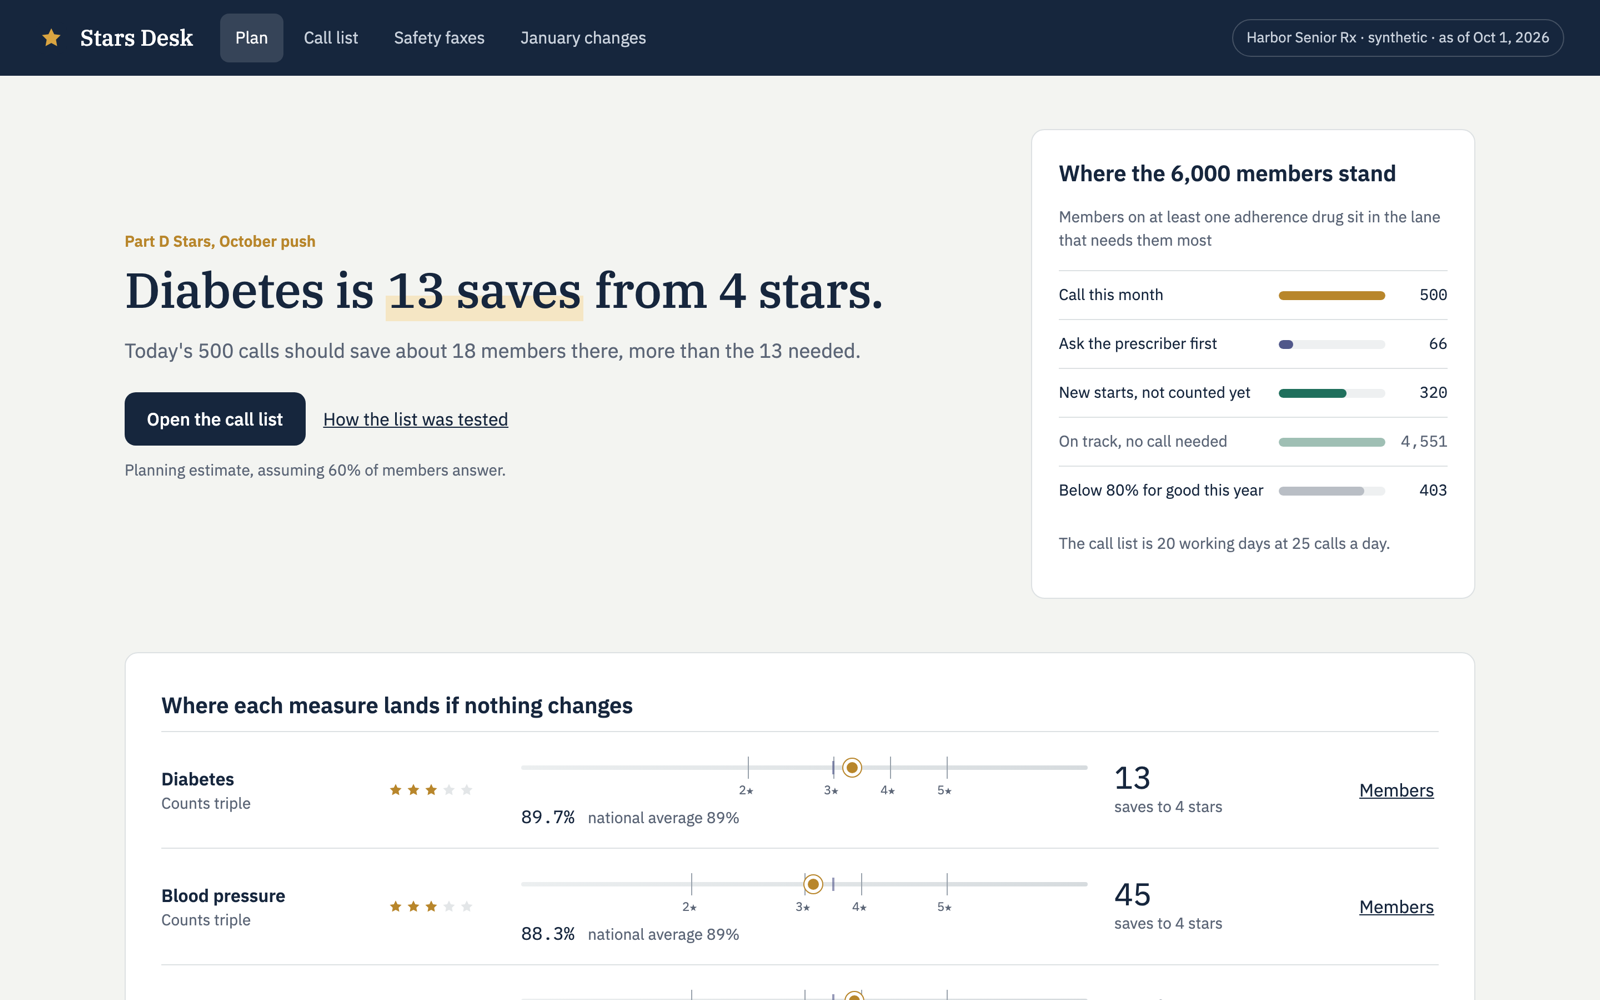 Stars Desk
Plan
Call list
Safety faxes
January changes
Harbor Senior Rx · synthetic · as of Oct 1, 2026
Part D Stars, October push
Diabetes is 13 saves from 4 stars.
Today's 500 calls should save about 18 members there, more than the 13 needed.
Open the call list
How the list was tested
Planning estimate, assuming 60% of members answer.
Where the 6,000 members stand
Members on at least one adherence drug sit in the lane
that needs them most
Call this month 500
Ask the prescriber first 66
New starts, not counted yet 320
On track, no call needed 4,551
Below 80% for good this year 403
The call list is 20 working days at 25 calls a day.
Where each measure lands if nothing changes
Diabetes
Counts triple
2★ 3★ 4★ 5★
89.7% national average 89%
13
saves to 4 stars
Members
Blood pressure
Counts triple
2★ 3★ 4★ 5★
88.3% national average 89%
45
saves to 4 stars
Members